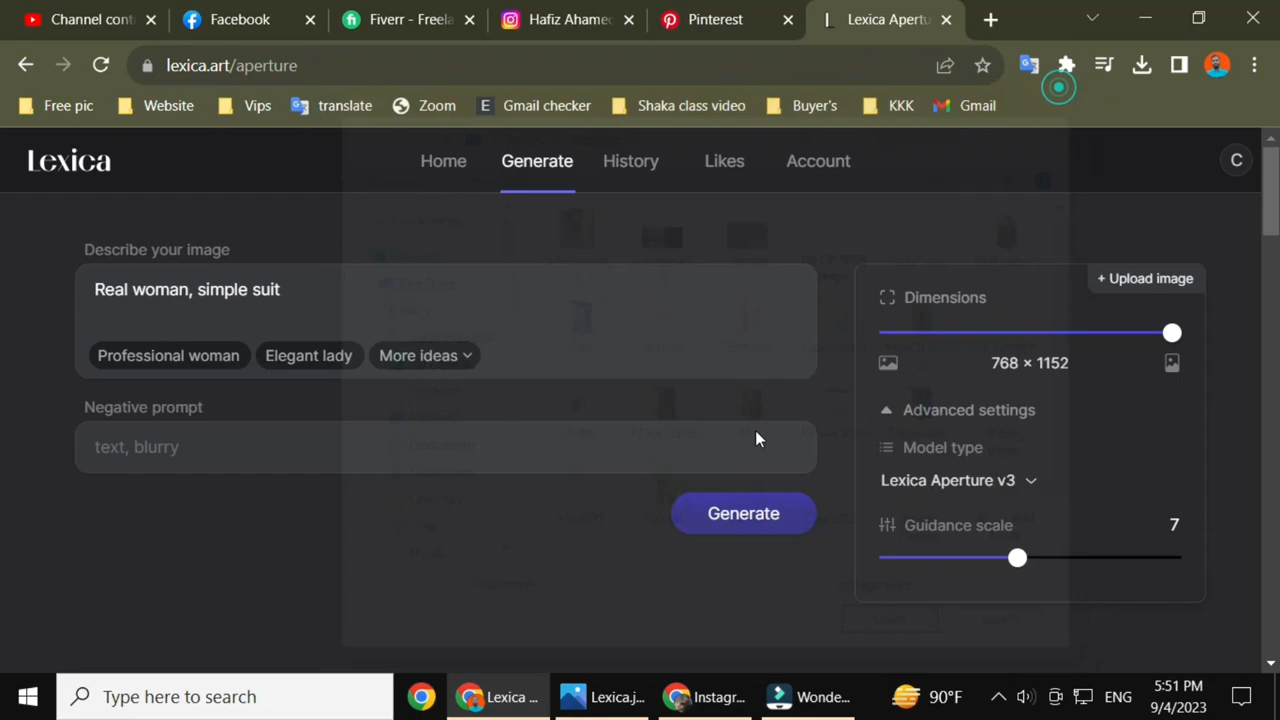 Channel cont
Facebook
Fiverr - Freela
Hafiz Ahamed
Pinterest
Lexica Apertu
lexica.art/aperture
Free pic
Website
Vips
translate
Zoom
E
Gmail checker
Shaka class video
Buyer's
KKK
Gmail
Lexica
Home
Generate
History
Likes
Account
C
Describe your image
Real woman, simple suit
Professional woman
Elegant lady
More ideas
Negative prompt
text, blurry
Generate
+ Upload image
Dimensions
768 × 1152
Advanced settings
Model type
Lexica Aperture v3
Guidance scale
7
Type here to search
Lexica ...
Lexica.j...
Instagr...
Wonde...
90°F
ENG
5:51 PM
9/4/2023